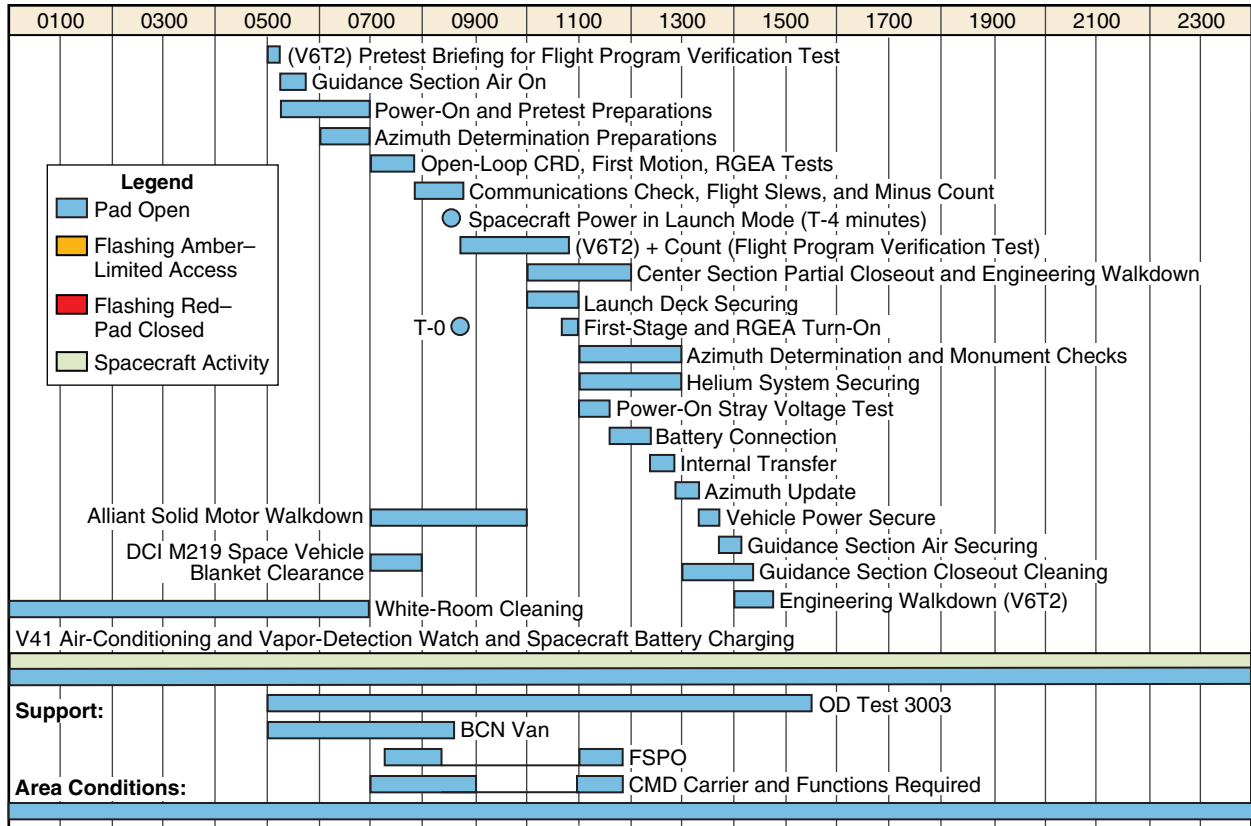 0100 0300 0500 0700 0900 1100 1300 1500 1700 1900 2100 2300
(V6T2) Pretest Briefing for Flight Program Verification Test
Guidance Section Air On
Power-On and Pretest Preparations
Azimuth Determination Preparations
Open-Loop CRD, First Motion, RGEA Tests
Legend
Pad Open
Flashing Amber–
Limited Access
Flashing Red–
Pad Closed
Spacecraft Activity
Communications Check, Flight Slews, and Minus Count
Spacecraft Power in Launch Mode (T-4 minutes)
(V6T2) + Count (Flight Program Verification Test)
Center Section Partial Closeout and Engineering Walkdown
Launch Deck Securing
T-0
First-Stage and RGEA Turn-On
Azimuth Determination and Monument Checks
Helium System Securing
Power-On Stray Voltage Test
Battery Connection
Internal Transfer
Azimuth Update
Alliant Solid Motor Walkdown
Vehicle Power Secure
Guidance Section Air Securing
DCI M219 Space Vehicle
Blanket Clearance
Guidance Section Closeout Cleaning
Engineering Walkdown (V6T2)
White-Room Cleaning
V41 Air-Conditioning and Vapor-Detection Watch and Spacecraft Battery Charging
Support:
OD Test 3003
BCN Van
FSPO
Area Conditions:
CMD Carrier and Functions Required